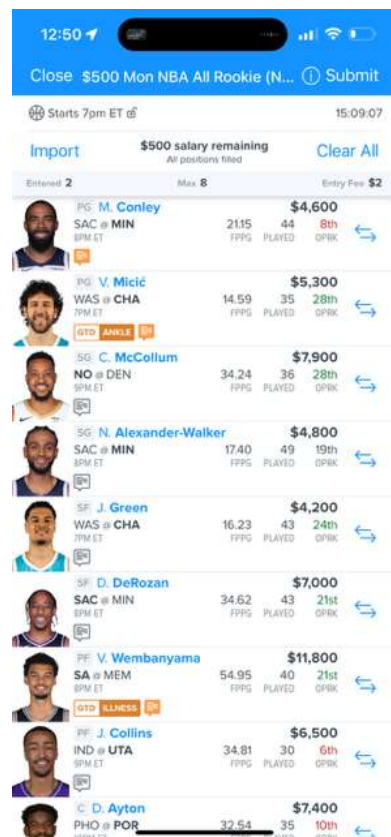 12:50
Close $500 Mon NBA All Rookie (N... Submit
Starts 7pm ET 15:09:07
Import $500 salary remaining Clear All
All positions filled
Entered 2 Max 8 Entry Fee $2
PG M. Conley $4,600
SAC @ MIN 21.15 44 8th
8PM ET FPPG PLAYED OPRK
PG V. Micić $5,300
WAS @ CHA 14.59 35 28th
7PM ET FPPG PLAYED OPRK
GTD ANKLE
SG C. McCollum $7,900
NO @ DEN 34.24 36 28th
9PM ET FPPG PLAYED OPRK
SG N. Alexander-Walker $4,800
SAC @ MIN 17.40 49 19th
8PM ET FPPG PLAYED OPRK
SF J. Green $4,200
WAS @ CHA 16.23 43 24th
7PM ET FPPG PLAYED OPRK
SF D. DeRozan $7,000
SAC @ MIN 34.62 43 21st
8PM ET FPPG PLAYED OPRK
PF V. Wembanyama $11,800
SA @ MEM 54.95 40 21st
8PM ET FPPG PLAYED OPRK
GTD ILLNESS
PF J. Collins $6,500
IND @ UTA 34.81 30 6th
9PM ET FPPG PLAYED OPRK
C D. Ayton $7,400
PHO @ POR 32.54 35 10th